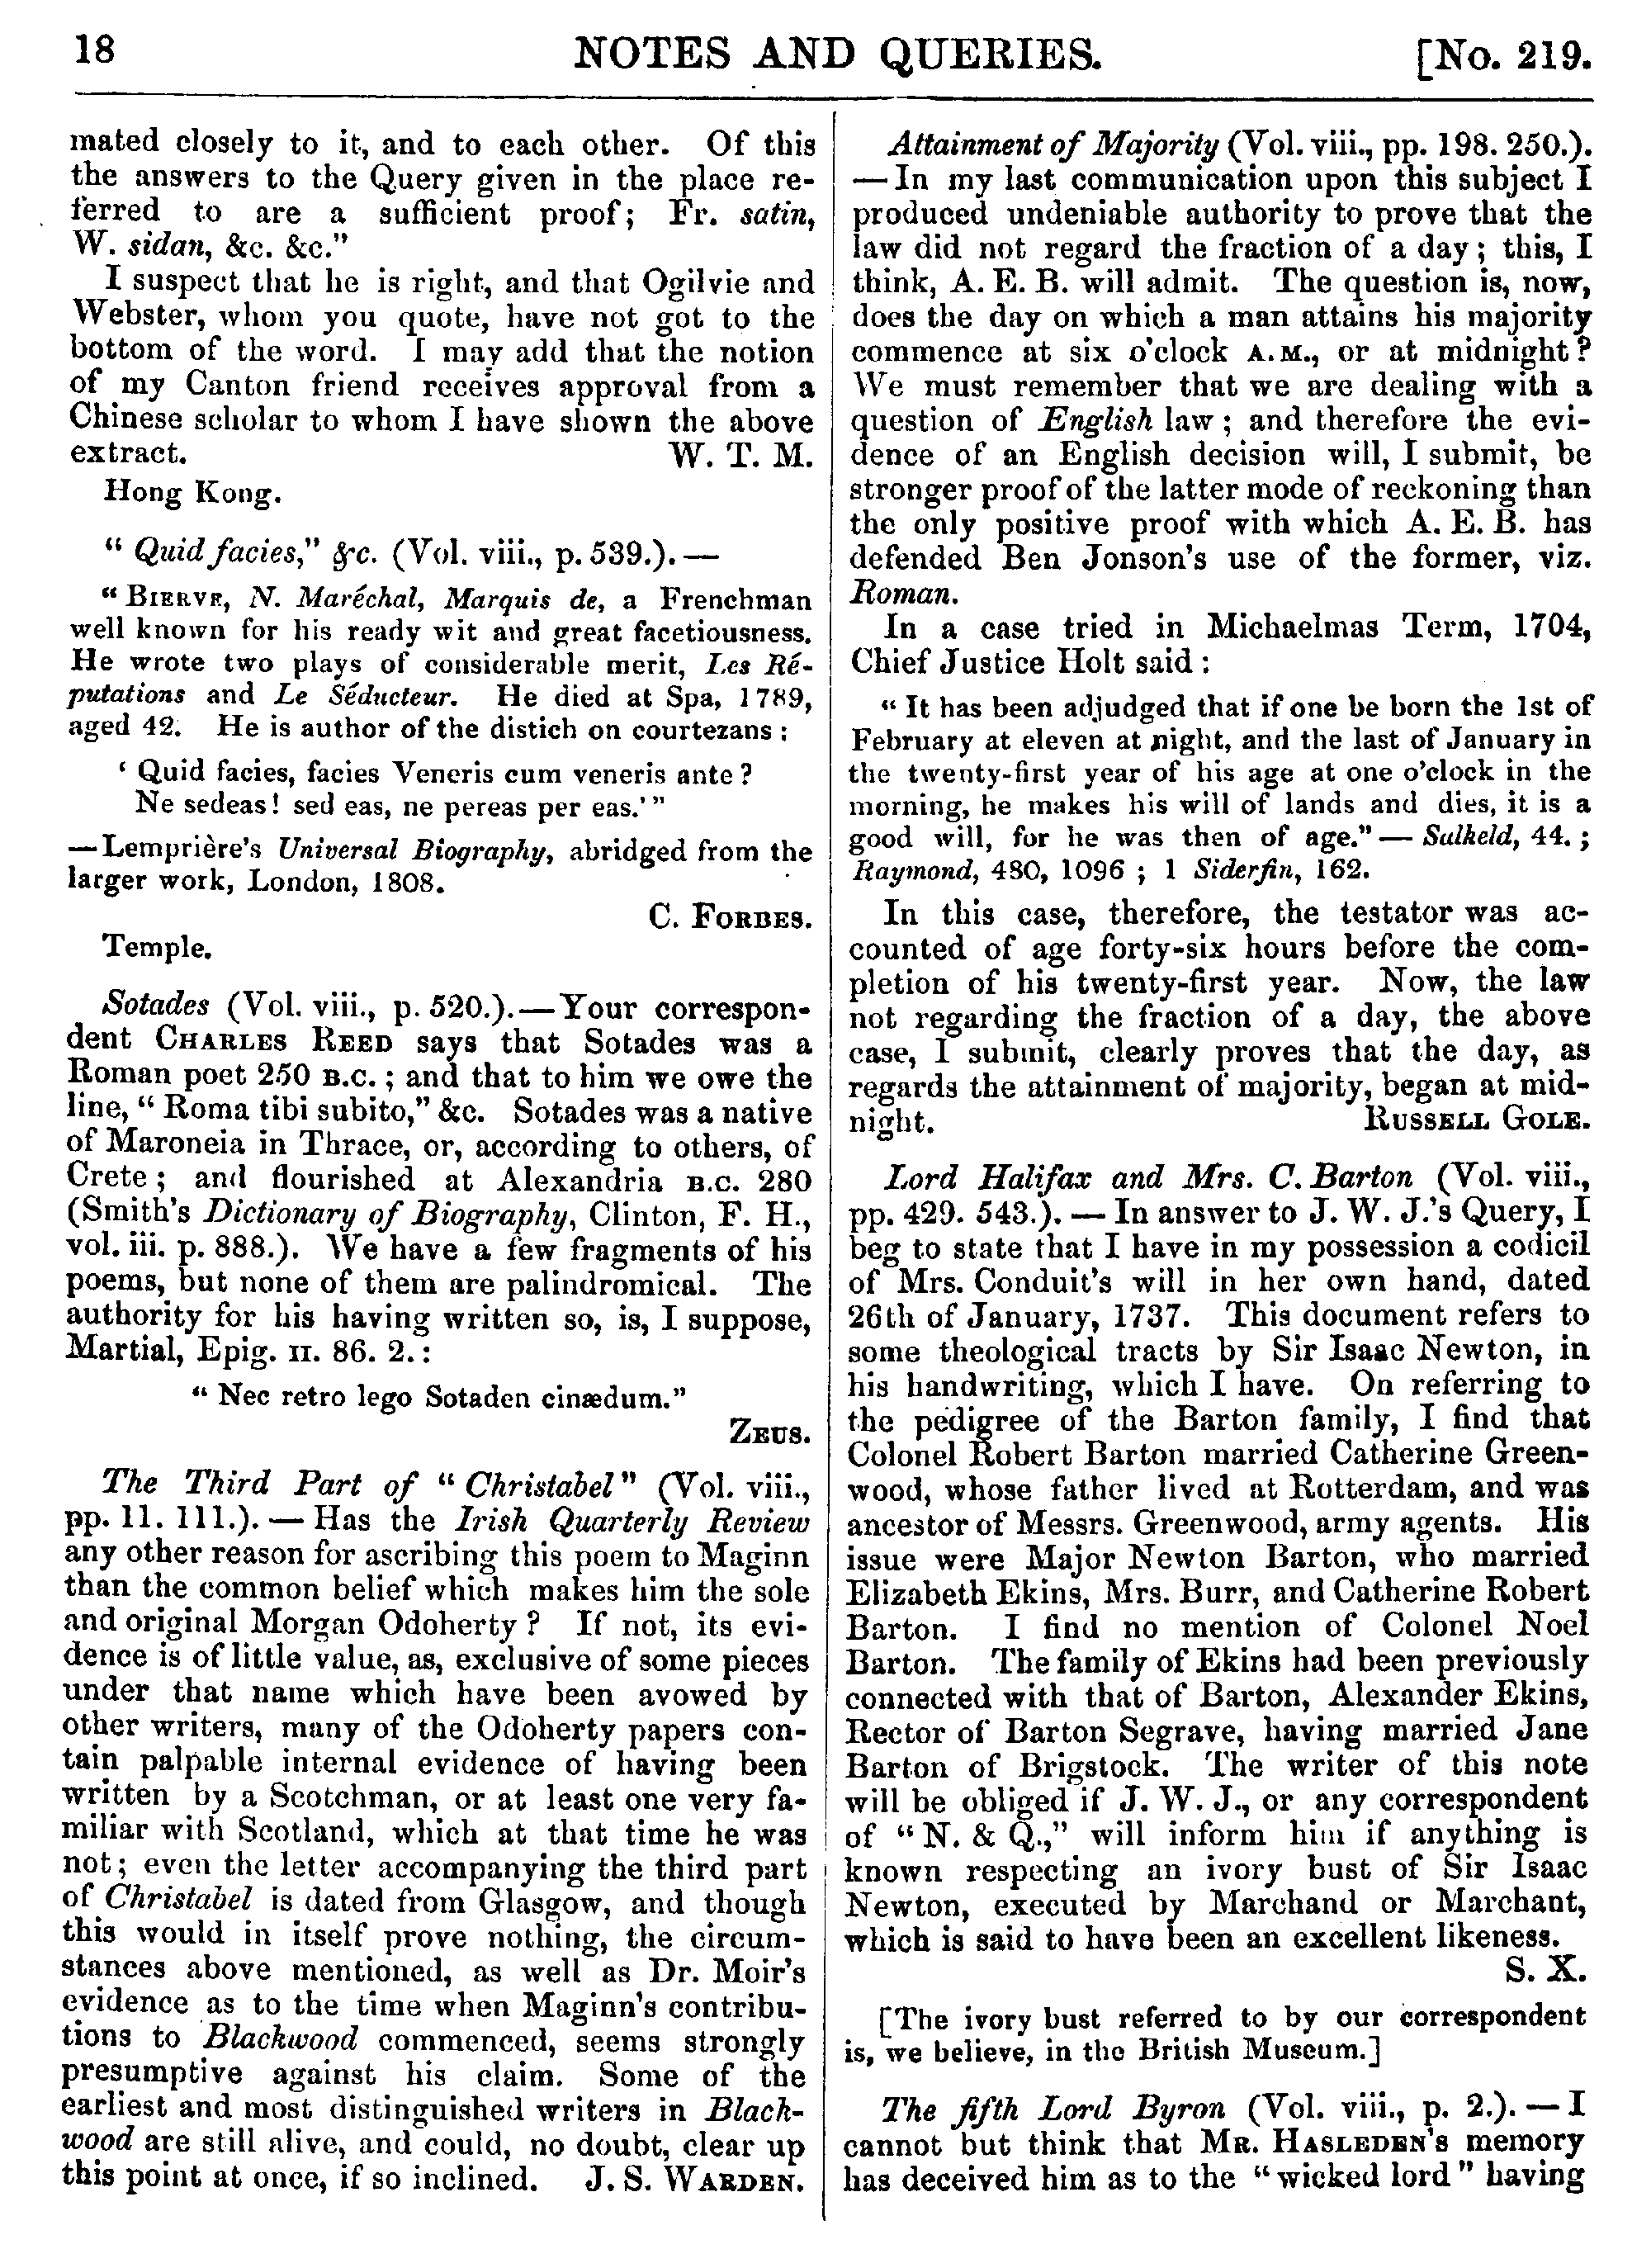 18 NOTES AND QUERIES. [No. 219.
mated closely to it, and to each other. Of this
the answers to the Query given in the place re-
ferred to are a sufficient proof; Fr. satin,
W. sidan, &c. &c."
I suspect that he is right, and that Ogilvie and
Webster, whom you quote, have not got to the
bottom of the word. I may add that the notion
of my Canton friend receives approval from a
Chinese scholar to whom I have shown the above
extract. W. T. M.
Hong Kong.
"Quid facies," &c. (Vol. viii., p. 539.). —
"BIERVE, N. Maréchal, Marquis de, a Frenchman
well known for his ready wit and great facetiousness.
He wrote two plays of considerable merit, Les Ré-
putations and Le Séducteur. He died at Spa, 1789,
aged 42. He is author of the distich on courtezans:
'Quid facies, facies Veneris cum veneris ante?
Ne sedeas! sed eas, ne pereas per eas.'"
— Lemprière's Universal Biography, abridged from the
larger work, London, 1808.
C. FORBES.
Temple.
Sotades (Vol. viii., p. 520.). — Your correspon-
dent CHARLES REED says that Sotades was a
Roman poet 250 B.C.; and that to him we owe the
line, "Roma tibi subito," &c. Sotades was a native
of Maroneia in Thrace, or, according to others, of
Crete; and flourished at Alexandria B.C. 280
(Smith's Dictionary of Biography, Clinton, F. H.,
vol. iii. p. 888.). We have a few fragments of his
poems, but none of them are palindromical. The
authority for his having written so, is, I suppose,
Martial, Epig. II. 86. 2.:
"Nec retro lego Sotaden cinædum."
ZEUS.
The Third Part of "Christabel" (Vol. viii.,
pp. 11. 111.). — Has the Irish Quarterly Review
any other reason for ascribing this poem to Maginn
than the common belief which makes him the sole
and original Morgan Odoherty? If not, its evi-
dence is of little value, as, exclusive of some pieces
under that name which have been avowed by
other writers, many of the Odoherty papers con-
tain palpable internal evidence of having been
written by a Scotchman, or at least one very fa-
miliar with Scotland, which at that time he was
not; even the letter accompanying the third part
of Christabel is dated from Glasgow, and though
this would in itself prove nothing, the circum-
stances above mentioned, as well as Dr. Moir's
evidence as to the time when Maginn's contribu-
tions to Blackwood commenced, seems strongly
presumptive against his claim. Some of the
earliest and most distinguished writers in Black-
wood are still alive, and could, no doubt, clear up
this point at once, if so inclined. J. S. WARDEN.
Attainment of Majority (Vol. viii., pp. 198. 250.).
— In my last communication upon this subject I
produced undeniable authority to prove that the
law did not regard the fraction of a day; this, I
think, A. E. B. will admit. The question is, now,
does the day on which a man attains his majority
commence at six o'clock A.M., or at midnight?
We must remember that we are dealing with a
question of English law; and therefore the evi-
dence of an English decision will, I submit, be
stronger proof of the latter mode of reckoning than
the only positive proof with which A. E. B. has
defended Ben Jonson's use of the former, viz.
Roman.
In a case tried in Michaelmas Term, 1704,
Chief Justice Holt said:
"It has been adjudged that if one be born the 1st of
February at eleven at night, and the last of January in
the twenty-first year of his age at one o'clock in the
morning, he makes his will of lands and dies, it is a
good will, for he was then of age." — Salkeld, 44.;
Raymond, 480, 1096; 1 Siderfin, 162.
In this case, therefore, the testator was ac-
counted of age forty-six hours before the com-
pletion of his twenty-first year. Now, the law
not regarding the fraction of a day, the above
case, I submit, clearly proves that the day, as
regards the attainment of majority, began at mid-
night. RUSSELL GOLE.
Lord Halifax and Mrs. C. Barton (Vol. viii.,
pp. 429. 543.). — In answer to J. W. J.'s Query, I
beg to state that I have in my possession a codicil
of Mrs. Conduit's will in her own hand, dated
26th of January, 1737. This document refers to
some theological tracts by Sir Isaac Newton, in
his handwriting, which I have. On referring to
the pedigree of the Barton family, I find that
Colonel Robert Barton married Catherine Green-
wood, whose father lived at Rotterdam, and was
ancestor of Messrs. Greenwood, army agents. His
issue were Major Newton Barton, who married
Elizabeth Ekins, Mrs. Burr, and Catherine Robert
Barton. I find no mention of Colonel Noel
Barton. The family of Ekins had been previously
connected with that of Barton, Alexander Ekins,
Rector of Barton Segrave, having married Jane
Barton of Brigstock. The writer of this note
will be obliged if J. W. J., or any correspondent
of "N. & Q.," will inform him if anything is
known respecting an ivory bust of Sir Isaac
Newton, executed by Marchand or Marchant,
which is said to have been an excellent likeness.
S. X.
[The ivory bust referred to by our correspondent
is, we believe, in the British Museum.]
The fifth Lord Byron (Vol. viii., p. 2.). — I
cannot but think that MR. HASLEDEN's memory
has deceived him as to the "wicked lord" having